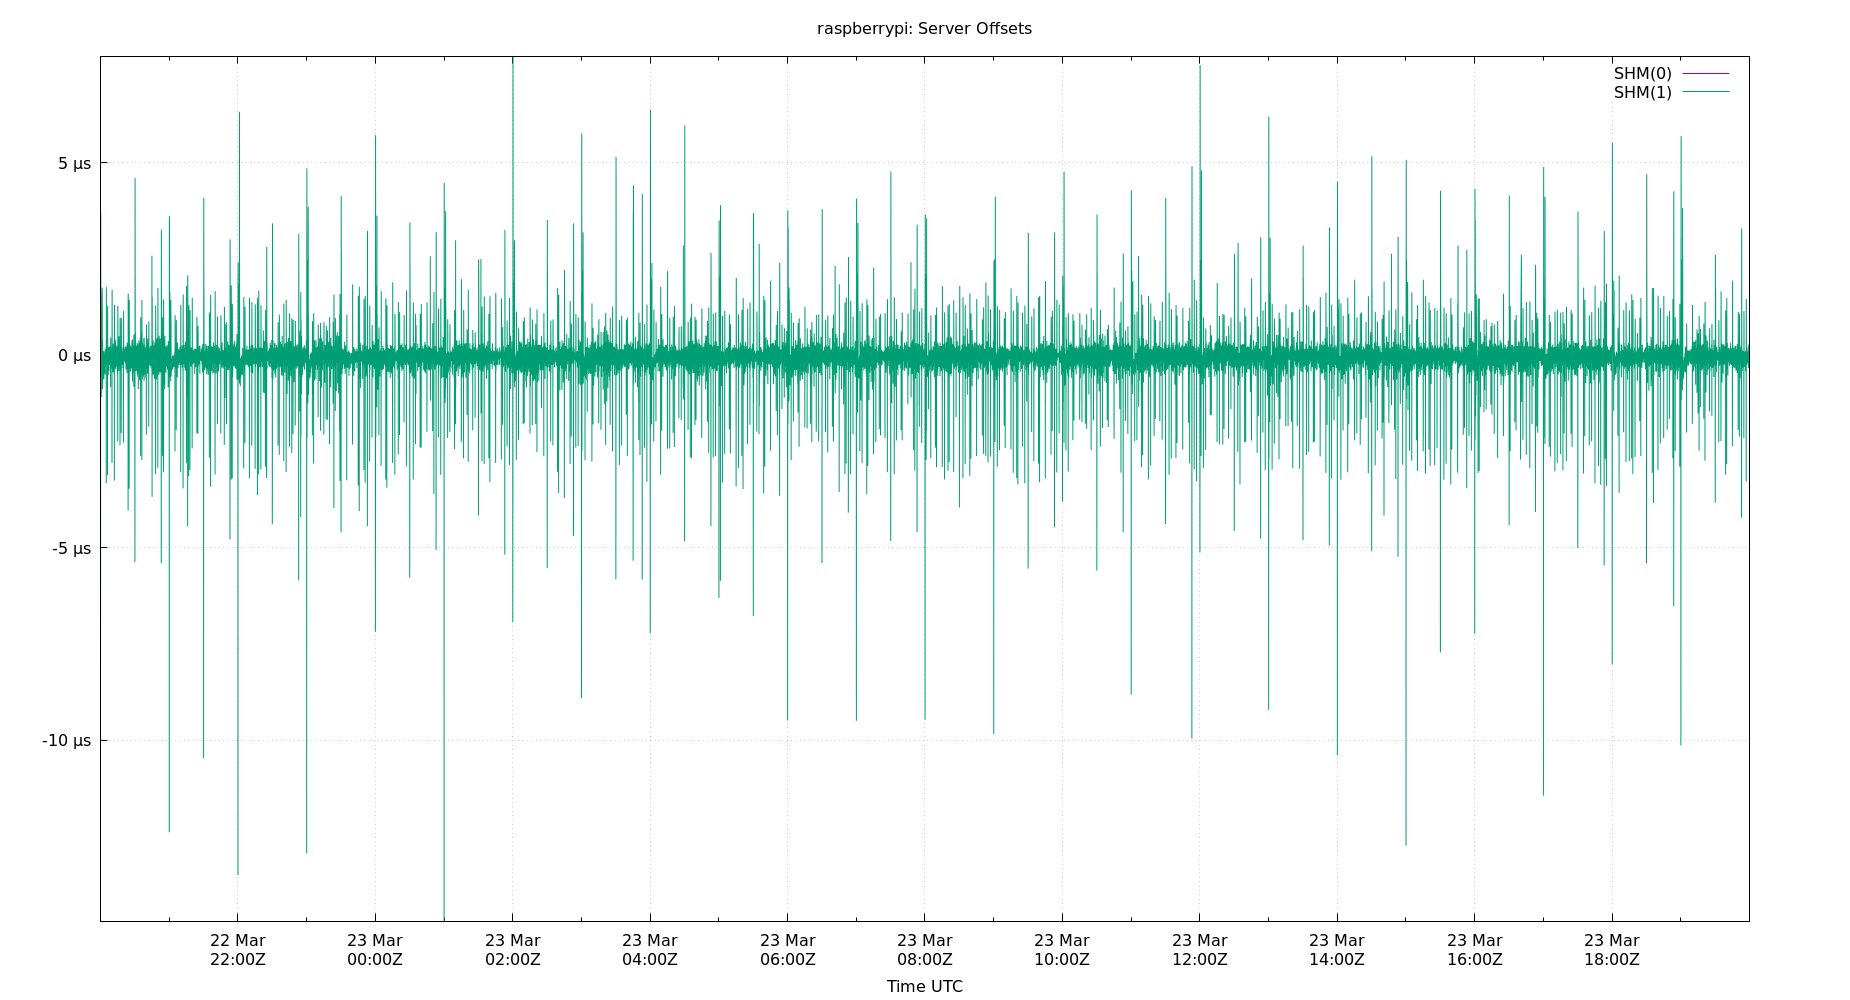 raspberrypi: Server Offsets
SHM(0)
SHM(1)
5 µs
0 µs
-5 µs
-10 µs
22 Mar 23 Mar 23 Mar 23 Mar 23 Mar 23 Mar 23 Mar 23 Mar 23 Mar 23 Mar 23 Mar
22:00Z 00:00Z 02:00Z 04:00Z 06:00Z 08:00Z 10:00Z 12:00Z 14:00Z 16:00Z 18:00Z
Time UTC